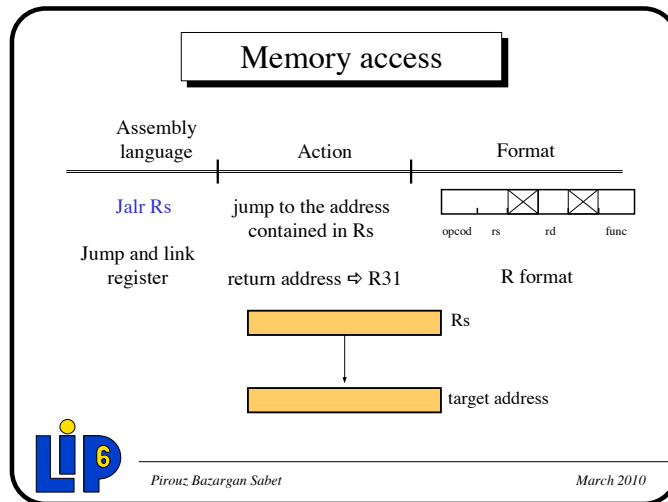 Memory access
Assembly
language
Action
Format
Jalr Rs
jump to the address
contained in Rs
opcod rs rd func
Jump and link
register
return address ⇨ R31
R format
Rs
target address
LIP6
Pirouz Bazargan Sabet
March 2010